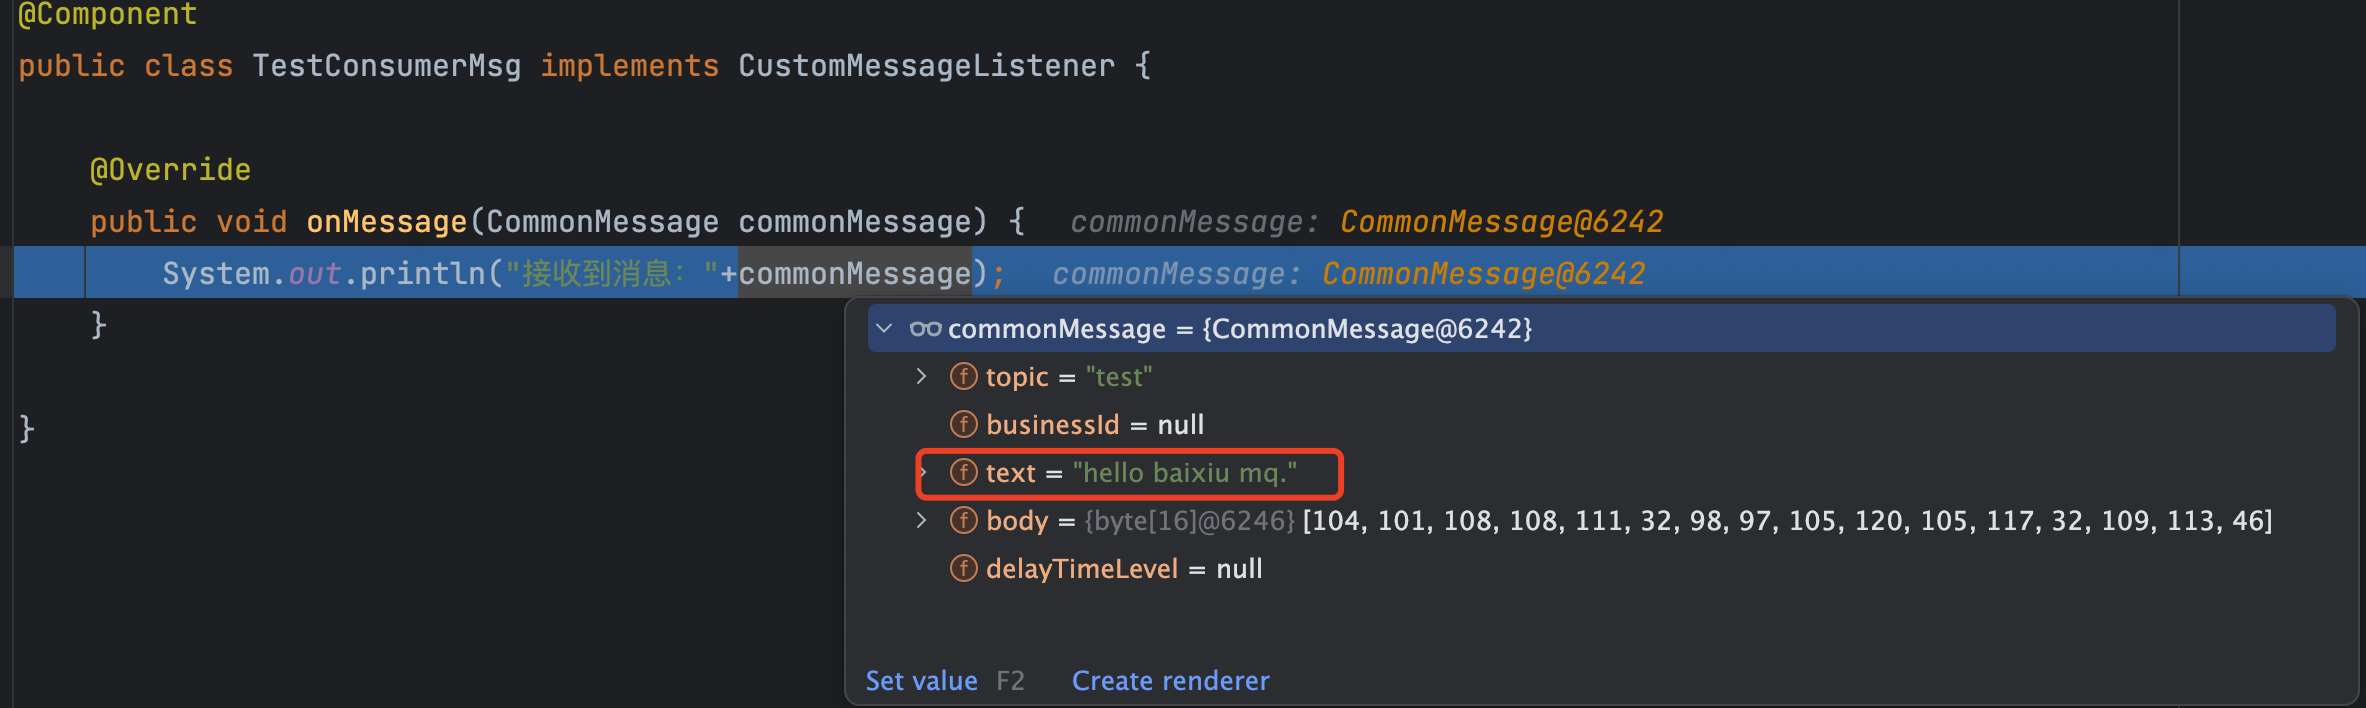 @Component
public class TestConsumerMsg implements CustomMessageListener {
@Override
public void onMessage(CommonMessage commonMessage) { commonMessage: CommonMessage@6242
System.out.println("接收到消息："+commonMessage); commonMessage: CommonMessage@6242
commonMessage = {CommonMessage@6242}
}
f topic = "test"
f businessId = null
}
f text = "hello baixiu mq."
f body = {byte[16]@6246} [104, 101, 108, 108, 111, 32, 98, 97, 105, 120, 105, 117, 32, 109, 113, 46]
f delayTimeLevel = null
Set value F2 Create renderer